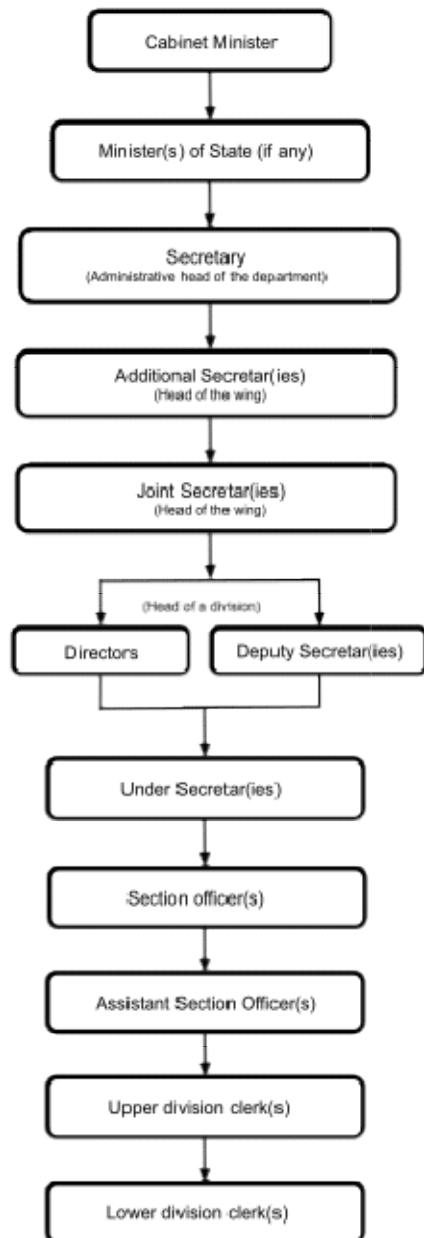 Cabinet Minister
Minister(s) of State (if any)
Secretary
(Administrative head of the department)
Additional Secretar(ies)
(Head of the wing)
Joint Secretar(ies)
(Head of the wing)
(Head of a division)
Directors
Deputy Secretar(ies)
Under Secretar(ies)
Section officer(s)
Assistant Section Officer(s)
Upper division clerk(s)
Lower division clerk(s)